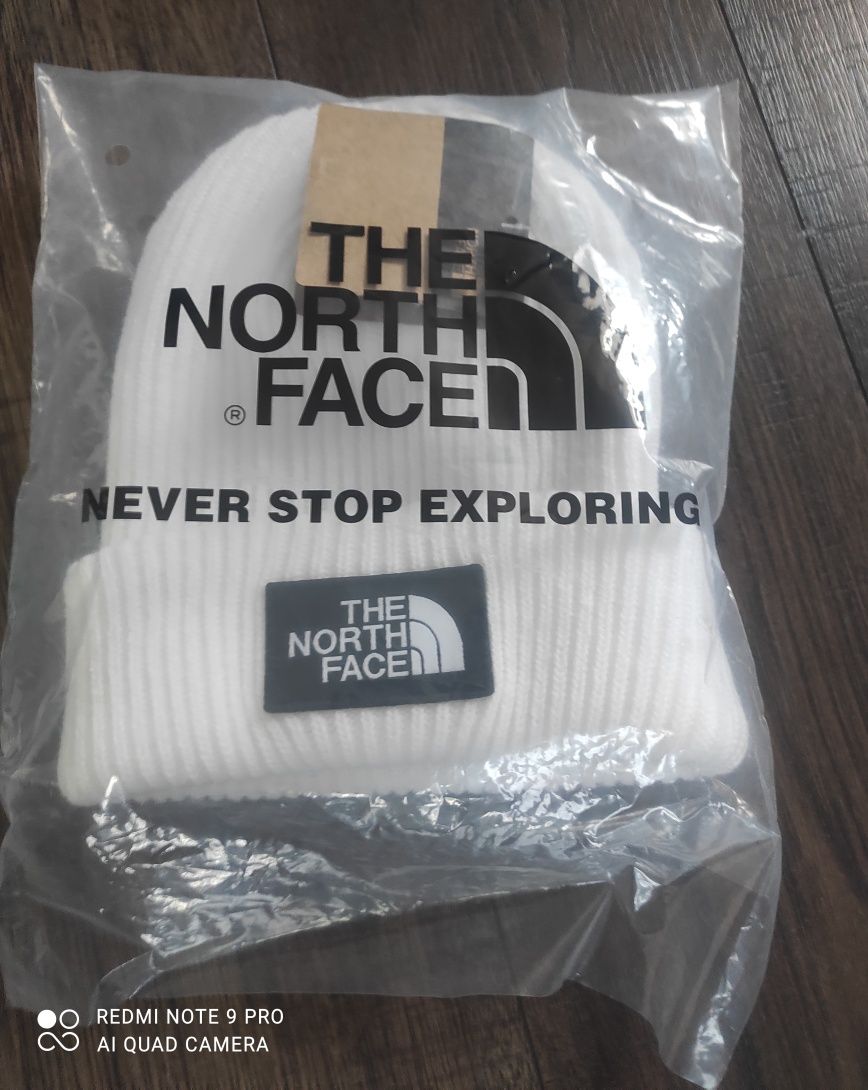 THE
NORTH
® FACE
NEVER STOP EXPLORING
THE
NORTH
FACE
REDMI NOTE 9 PRO
AI QUAD CAMERA